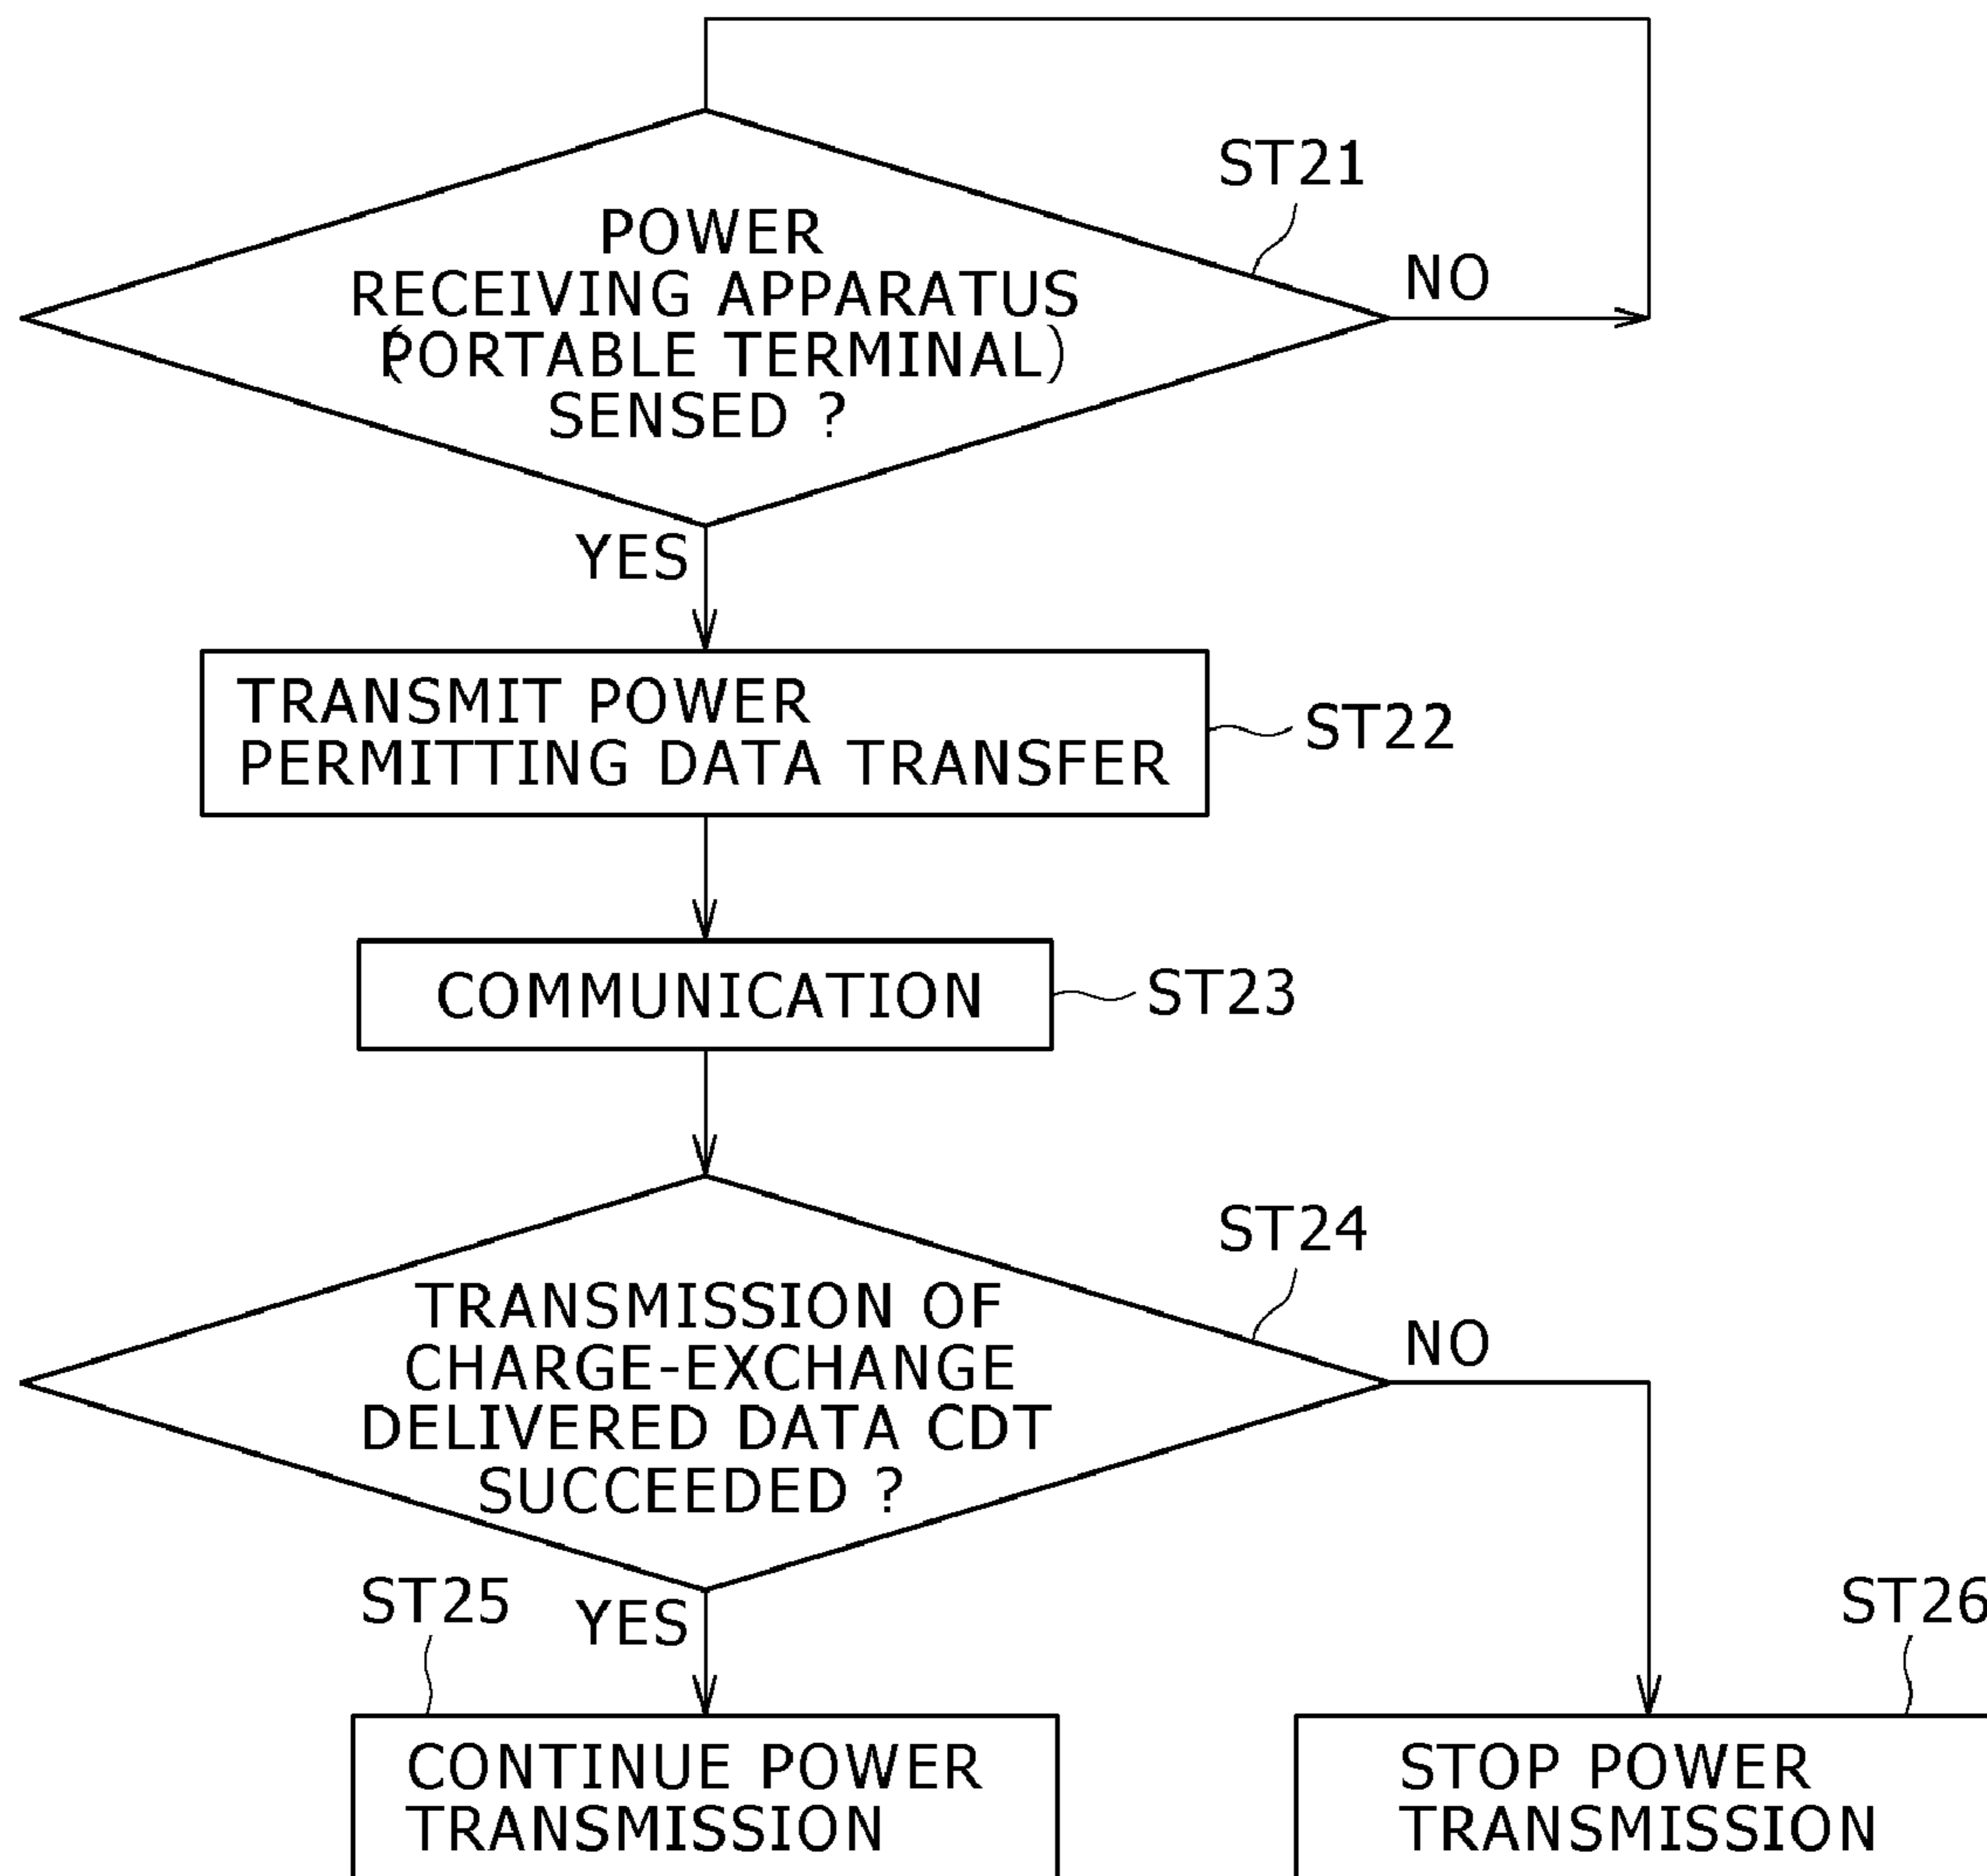 ST21
POWER
RECEIVING APPARATUS
(PORTABLE TERMINAL)
SENSED ?
NO
YES
TRANSMIT POWER
PERMITTING DATA TRANSFER
ST22
COMMUNICATION
ST23
ST24
TRANSMISSION OF
CHARGE-EXCHANGE
DELIVERED DATA CDT
SUCCEEDED ?
NO
ST25
YES
ST26
CONTINUE POWER
TRANSMISSION
STOP POWER
TRANSMISSION